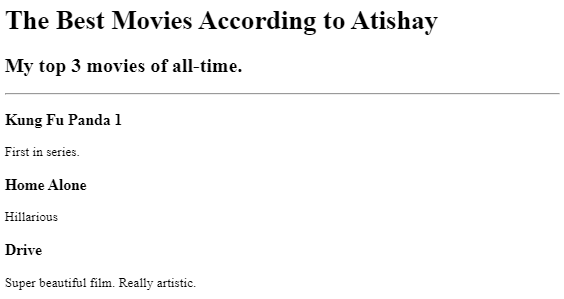 The Best Movies According to Atishay
My top 3 movies of all-time.
Kung Fu Panda 1
First in series.
Home Alone
Hillarious
Drive
Super beautiful film. Really artistic.